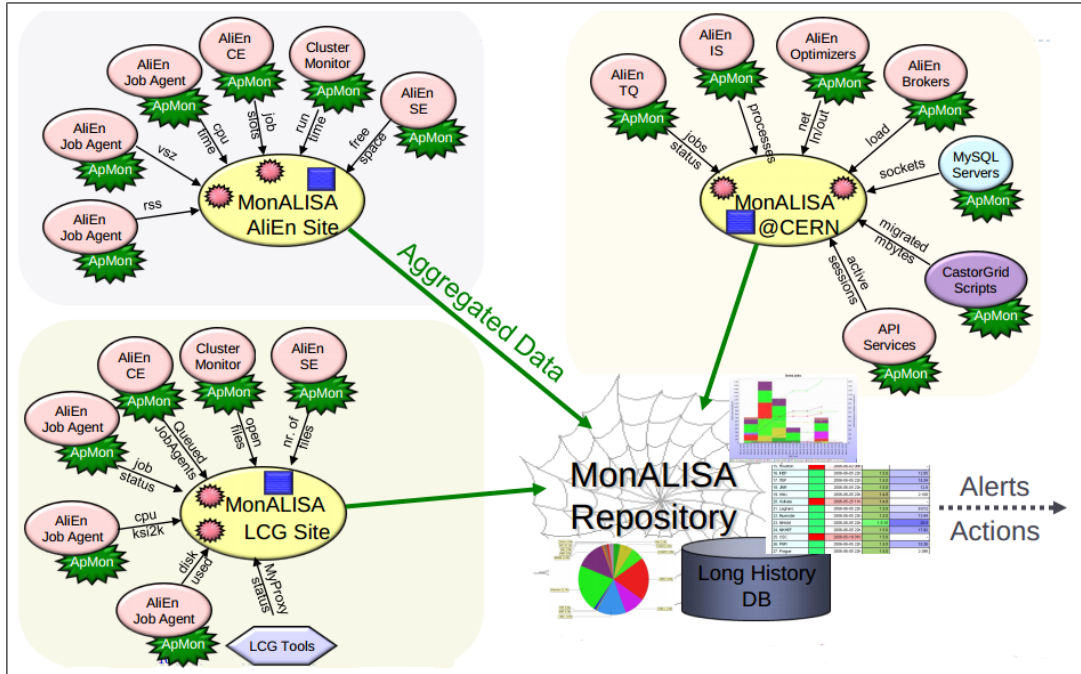 AliEn
Job Agent
ApMon
cpu
time
AliEn
CE
ApMon
job
slots
Cluster
Monitor
ApMon
run
time
AliEn
SE
ApMon
free
space
AliEn
Job Agent
ApMon
vsz
AliEn
Job Agent
ApMon
rss
MonALISA
AliEn Site
AliEn
TQ
ApMon
jobs
status
AliEn
IS
ApMon
processes
AliEn
Optimizers
ApMon
net
In/out
AliEn
Brokers
ApMon
load
MySQL
Servers
ApMon
sockets
CastorGrid
Scripts
ApMon
migrated
mbytes
API
Services
ApMon
active
sessions
MonALISA
@CERN
Aggregated Data
AliEn
CE
ApMon
Queued
JobAgents
Cluster
Monitor
ApMon
open
files
AliEn
SE
ApMon
nr. of
files
AliEn
Job Agent
ApMon
job
status
AliEn
Job Agent
ApMon
cpu
ksi2k
AliEn
Job Agent
ApMon
disk
used
LCG Tools
MyProxy
status
MonALISA
LCG Site
MonALISA
Repository
Long History
DB
Alerts
Actions